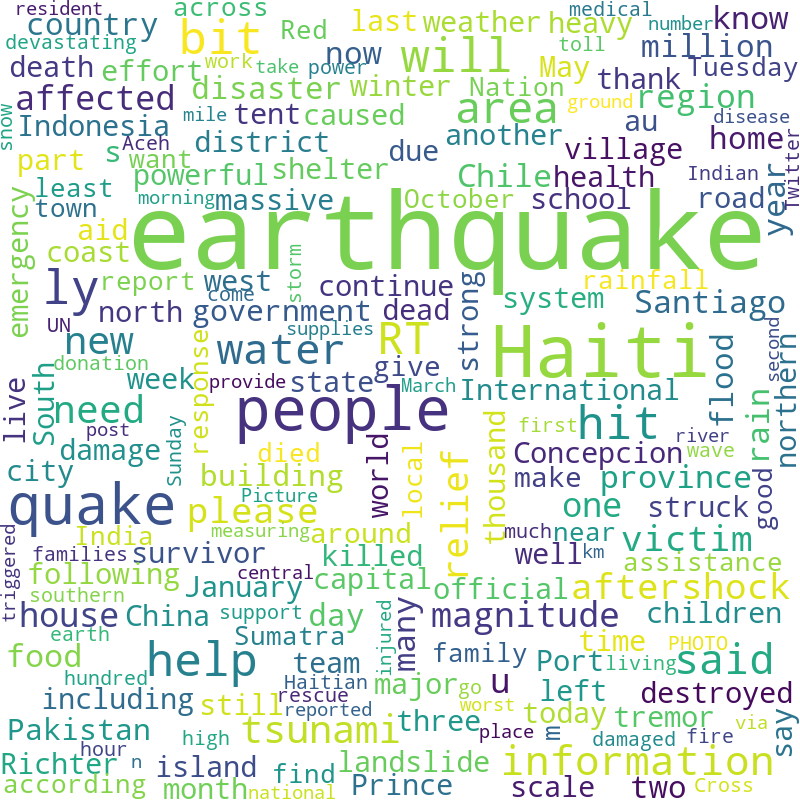 resident
across
medical
country
bit
Red
last
weather
heavy
number
know
devastating
work
take
power
now
toll
million
death
effort
will
May
thank
Tuesday
disaster
winter
Nation
ground
region
affected
tent
caused
area
snow
mile
au
disease
Indonesia
Aceh
district
another
home
s
want
due
village
part
powerful
shelter
Chile
health
Indian
Twitter
least
morning
massive
October
school
road
year
town
emergency
aid
earthquake
coast
storm
report
west
continue
rainfall
ly
come
system
Santiago
north
government
dead
strong
UN
supplies
RT
Haiti
new
water
response
give
flood
second
northern
donation
week
provide
state
March
International
rain
live
South
need
people
hit
post
first
river
damage
Sunday
died
world
local
thousand
Concepcion
wave
city
building
relief
make
province
good
quake
Picture
please
one
struck
India
measuring
around
much
near
victim
triggered
families
survivor
killed
well
km
following
central
assistance
southern
January
capital
official
aftershock
house
China
support
day
injured
many
magnitude
children
earth
Sumatra
time
PHOTO
food
help
team
family
Port
living
said
hundred
Haitian
major
go
u
left
destroyed
including
still
rescue
reported
worst
today
tremor
Pakistan
high
tsunami
three
place
m
damaged
fire
via
say
hour
landslide
information
Richter
n
island
find
according
month
national
Prince
scale
two
Cross